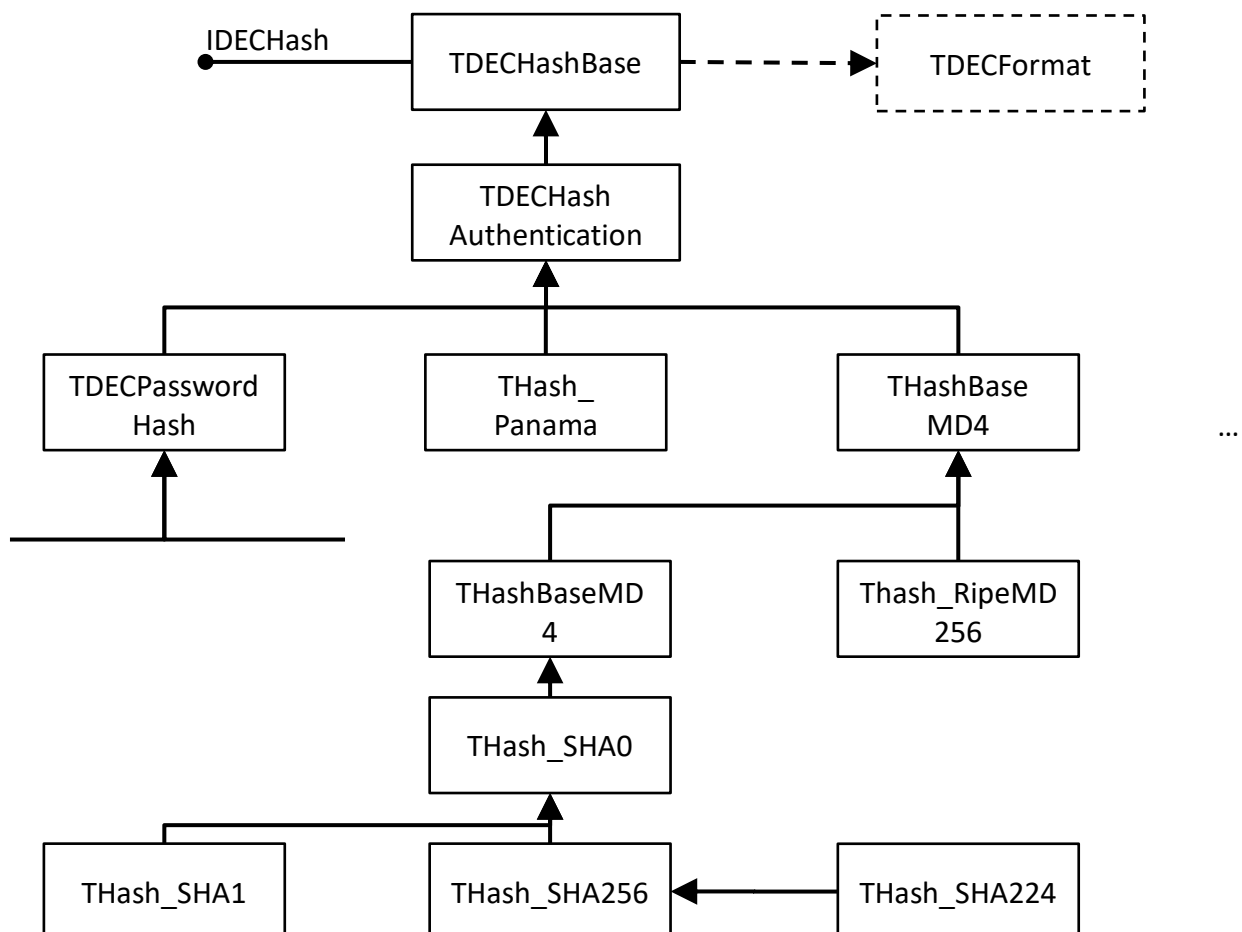 IDECHash
TDECHashBase
TDECFormat
TDECHash
Authentication
TDECPassword
Hash
THash_
Panama
THashBase
MD4
...
THashBaseMD
4
Thash_RipeMD
256
THash_SHA0
THash_SHA1
THash_SHA256
THash_SHA224